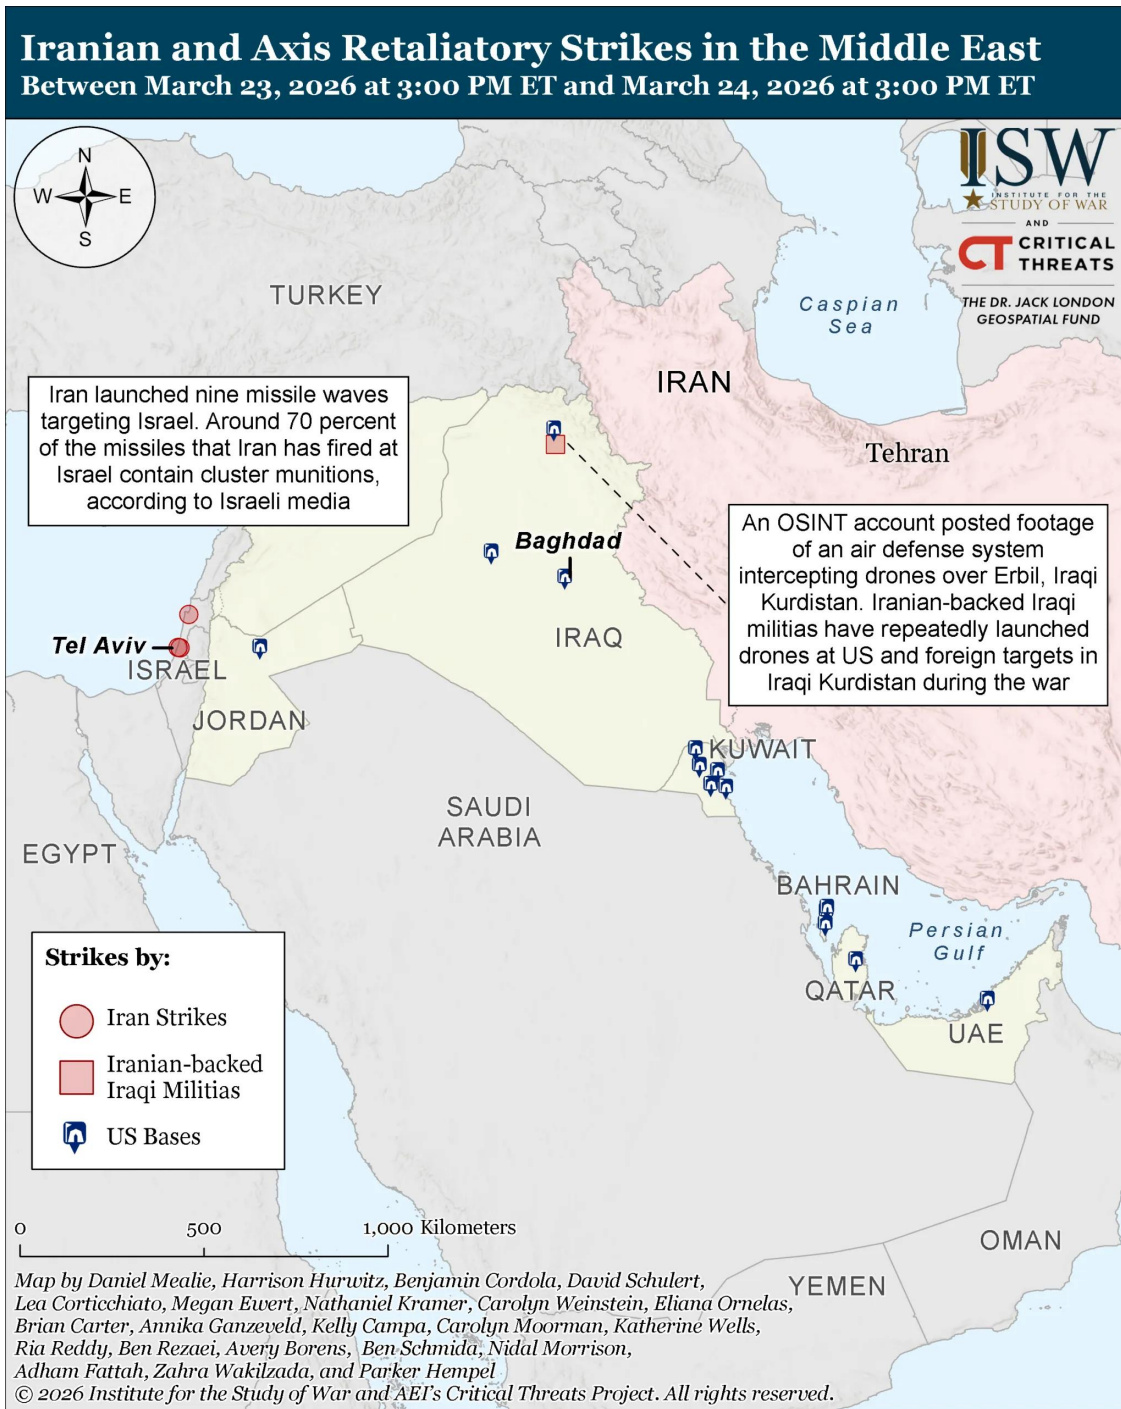 Iranian and Axis Retaliatory Strikes in the Middle East
Between March 23, 2026 at 3:00 PM ET and March 24, 2026 at 3:00 PM ET
N
W E
S
ISW
INSTITUTE FOR THE
STUDY OF WAR
AND
CT CRITICAL
THREATS
THE DR. JACK LONDON
GEOSPATIAL FUND
TURKEY
Caspian
Sea
IRAN
Tehran
Iran launched nine missile waves
targeting Israel. Around 70 percent
of the missiles that Iran has fired at
Israel contain cluster munitions,
according to Israeli media
An OSINT account posted footage
of an air defense system
intercepting drones over Erbil, Iraqi
Kurdistan. Iranian-backed Iraqi
militias have repeatedly launched
drones at US and foreign targets in
Iraqi Kurdistan during the war
Baghdad
IRAQ
Tel Aviv
ISRAEL
JORDAN
KUWAIT
SAUDI
ARABIA
EGYPT
BAHRAIN
Persian
Gulf
QATAR
UAE
Strikes by:
Iran Strikes
Iranian-backed
Iraqi Militias
US Bases
0 500 1,000 Kilometers
OMAN
YEMEN
Map by Daniel Mealie, Harrison Hurwitz, Benjamin Cordola, David Schulert,
Lea Corticchiato, Megan Ewert, Nathaniel Kramer, Carolyn Weinstein, Eliana Ornelas,
Brian Carter, Annika Ganzeveld, Kelly Campa, Carolyn Moorman, Katherine Wells,
Ria Reddy, Ben Rezaei, Avery Borens, Ben Schmida, Nidal Morrison,
Adham Fattah, Zahra Wakilzada, and Parker Hempel
© 2026 Institute for the Study of War and AEI's Critical Threats Project. All rights reserved.